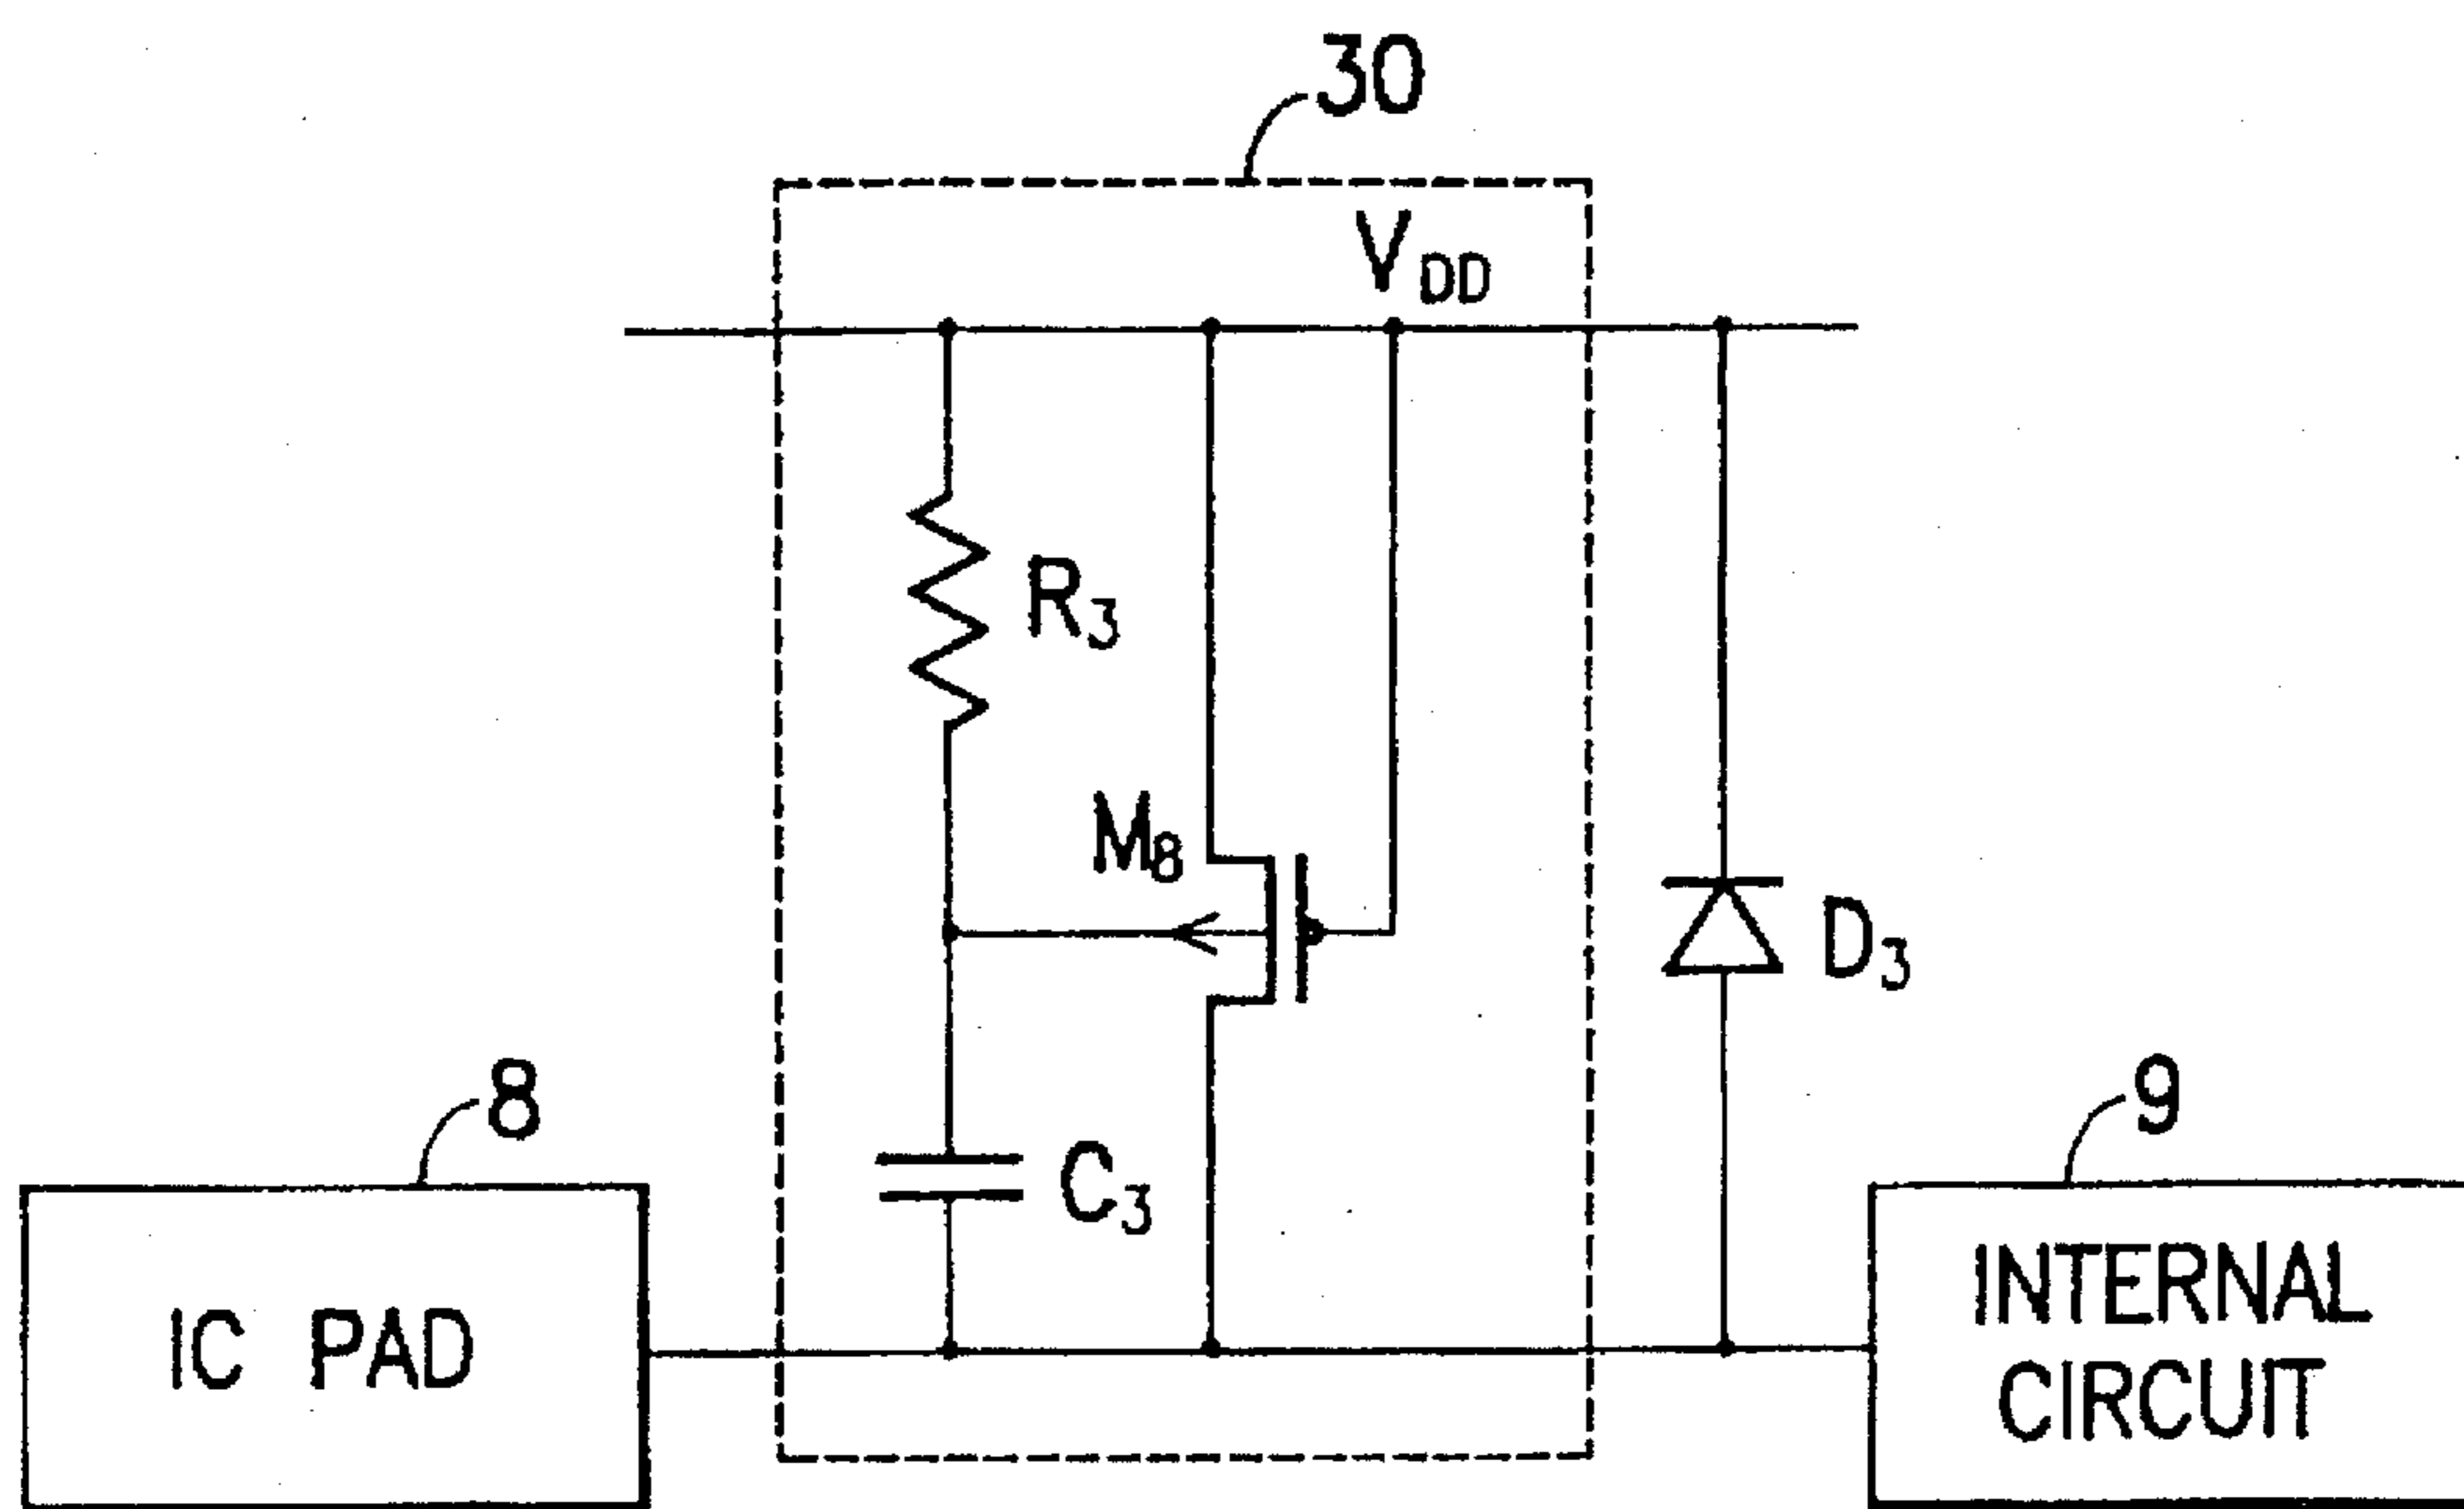 30
VDD
R3
M8
D3
8
9
C3
IC PAD
INTERNAL
CIRCUIT